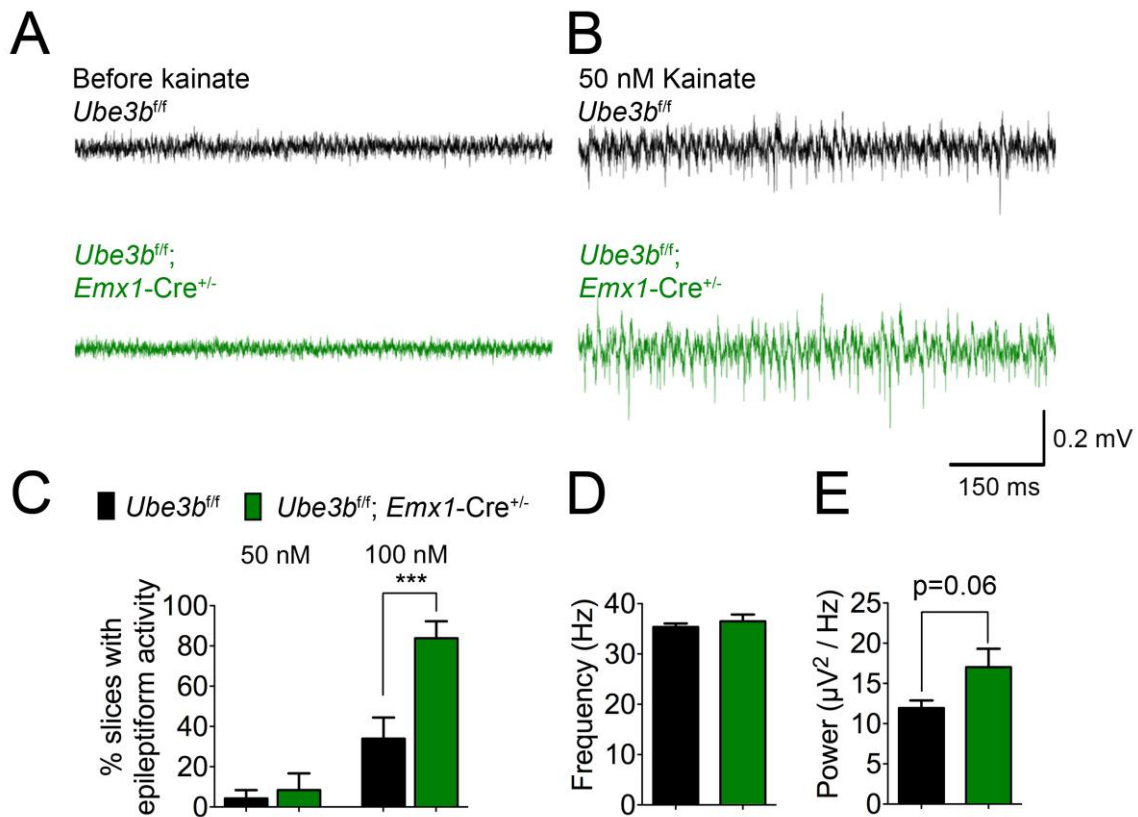 A
Before kainate
Ube3b^f/f
Ube3b^f/f;
Emx1-Cre^+/-
B
50 nM Kainate
Ube3b^f/f
Ube3b^f/f;
Emx1-Cre^+/-
0.2 mV
150 ms
C
Ube3b^f/f
Ube3b^f/f; Emx1-Cre^+/-
50 nM
100 nM
***
% slices with
epileptiform activity
100
80
60
40
20
0
D
Frequency (Hz)
40
30
20
10
0
E
p=0.06
Power (µV² / Hz)
25
20
15
10
5
0